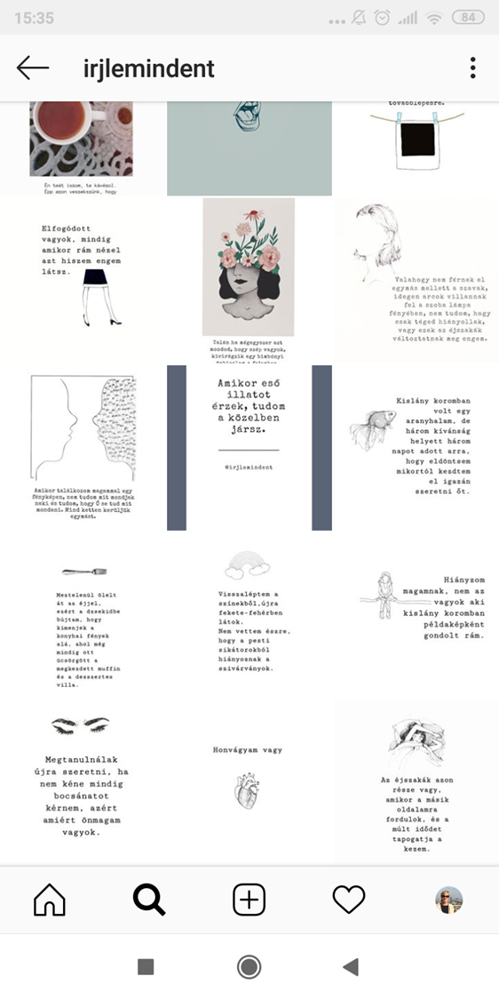 15:35
84
irjlemindent
Én teát iszom, te kávézol.
Épp azon veszekszünk, hogy
továbblépésre.
Elfogódott
vagyok, mindig
amikor rám nézel
azt hiszem engem
látsz.
Talán ha mégegyszer azt
mondod, hogy szép vagyok,
kivirágzik egy bimbónyi
Valahogy nem férnek el
egymás mellett a szavak,
idegen arcok villannak
fel a szoba lámpa
fényében, nem tudom, hogy
csak téged hiányollak,
vagy ezek az éjszakák
változtatnak meg engem.
Amikor találkozom magammal egy
fényképen, nem tudom mit mondjak
neki és tudom, hogy Ő se tud mit
mondani. Mind ketten kerüljük
egymást.
Amikor eső
illatot
érzek, tudom
a közelben
jársz.
@irjlemindent
Kislány koromban
volt egy
aranyhalam, de
három kívánság
helyett három
napot adott arra,
hogy eldöntsem
mikortól kezdtem
el igazán
szeretni őt.
Meztelenül ölelt
át az éjjel,
ezért a dzsekidbe
bújtam, hogy
kimenjek a
konyhai fények
alá, ahol még
mindig ott
ücsörgött a
megkezdett muffin
és a desszertes
villa.
Visszaléptem a
színekből,újra
fekete-fehérben
látok.
Nem vettem észre,
hogy a pesti
sikátorokból
hiányoznak a
szivárványok.
Hiányzom
magamnak, nem az
vagyok aki
kislány koromban
példaképként
gondolt rám.
Megtanulnálak
újra szeretni, ha
nem kéne mindig
bocsánatot
kérnem, azért
amiért önmagam
vagyok.
Honvágyam vagy
Az éjszakák azon
része vagy,
amikor a másik
oldalamra
fordulok, és a
múlt idődet
tapogatja a
kezem.